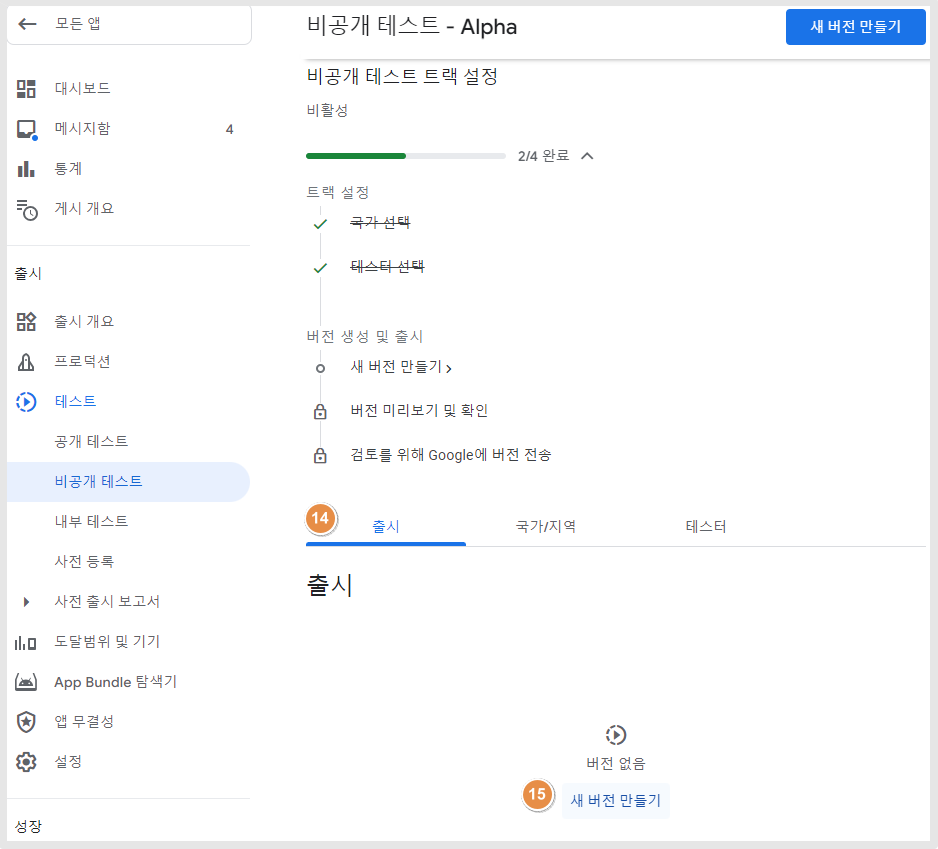 모든 앱
대시보드
메시지함 4
통계
게시 개요
출시
출시 개요
프로덕션
테스트
공개 테스트
비공개 테스트
내부 테스트
사전 등록
사전 출시 보고서
도달범위 및 기기
App Bundle 탐색기
앱 무결성
설정
성장
비공개 테스트 - Alpha
새 버전 만들기
비공개 테스트 트랙 설정
비활성
2/4 완료
트랙 설정
국가 선택
테스터 선택
버전 생성 및 출시
새 버전 만들기
버전 미리보기 및 확인
검토를 위해 Google에 버전 전송
14 출시 국가/지역 테스터
출시
버전 없음
15 새 버전 만들기